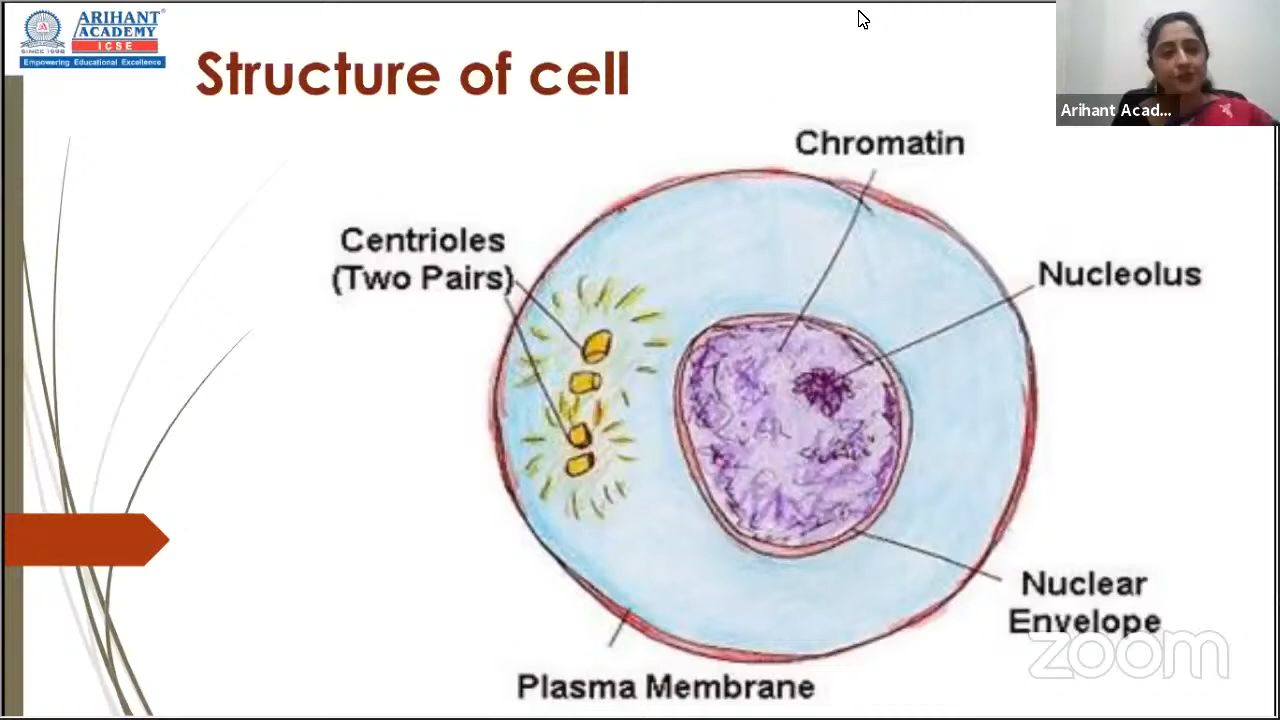 ARIHANT
ACADEMY
ICSE
SINCE 1998
Empowering Educational Excellence
Structure of cell
Arihant Acad...
Chromatin
Centrioles
(Two Pairs)
Nucleolus
Nuclear
Envelope
zoom
Plasma Membrane